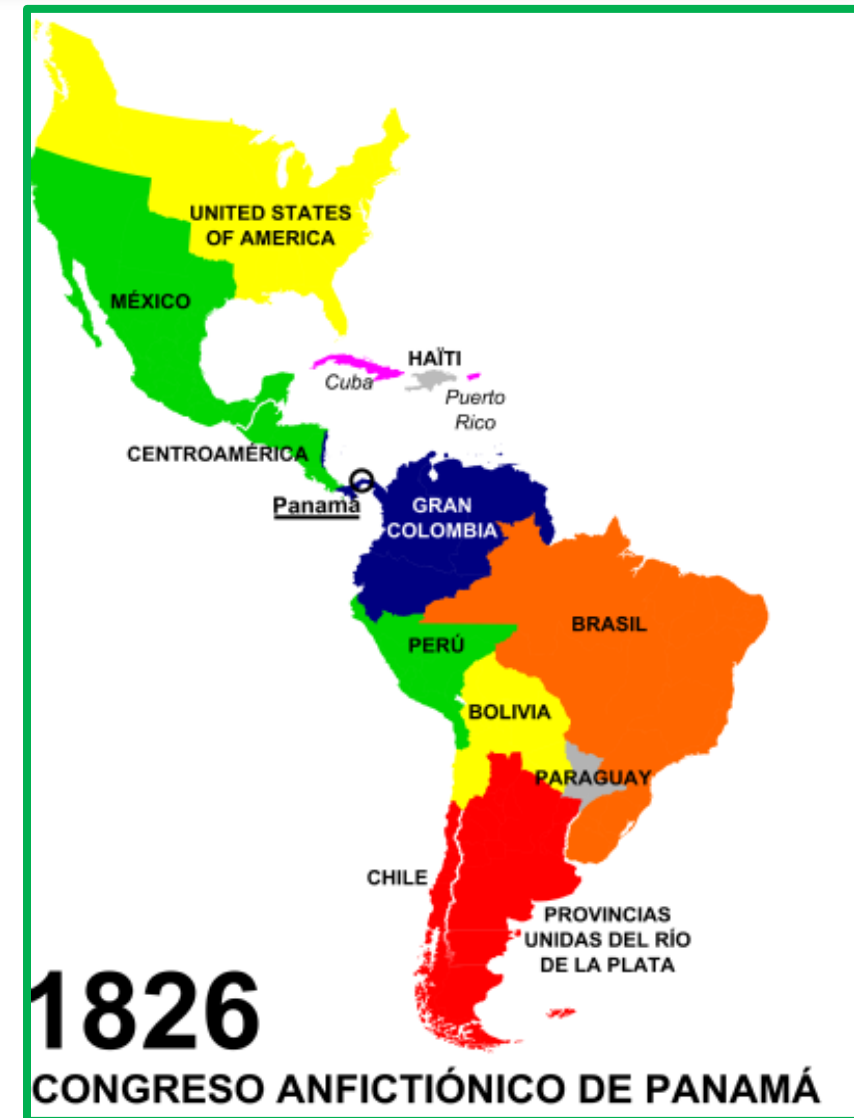 UNITED STATES
OF AMERICA
MÉXICO
HAÏTI
Cuba
Puerto
Rico
CENTROAMÉRICA
Panamá
GRAN
COLOMBIA
BRASIL
PERÚ
BOLIVIA
PARAGUAY
CHILE
PROVINCIAS
UNIDAS DEL RÍO
DE LA PLATA
1826
CONGRESO ANFICTIÓNICO DE PANAMÁ